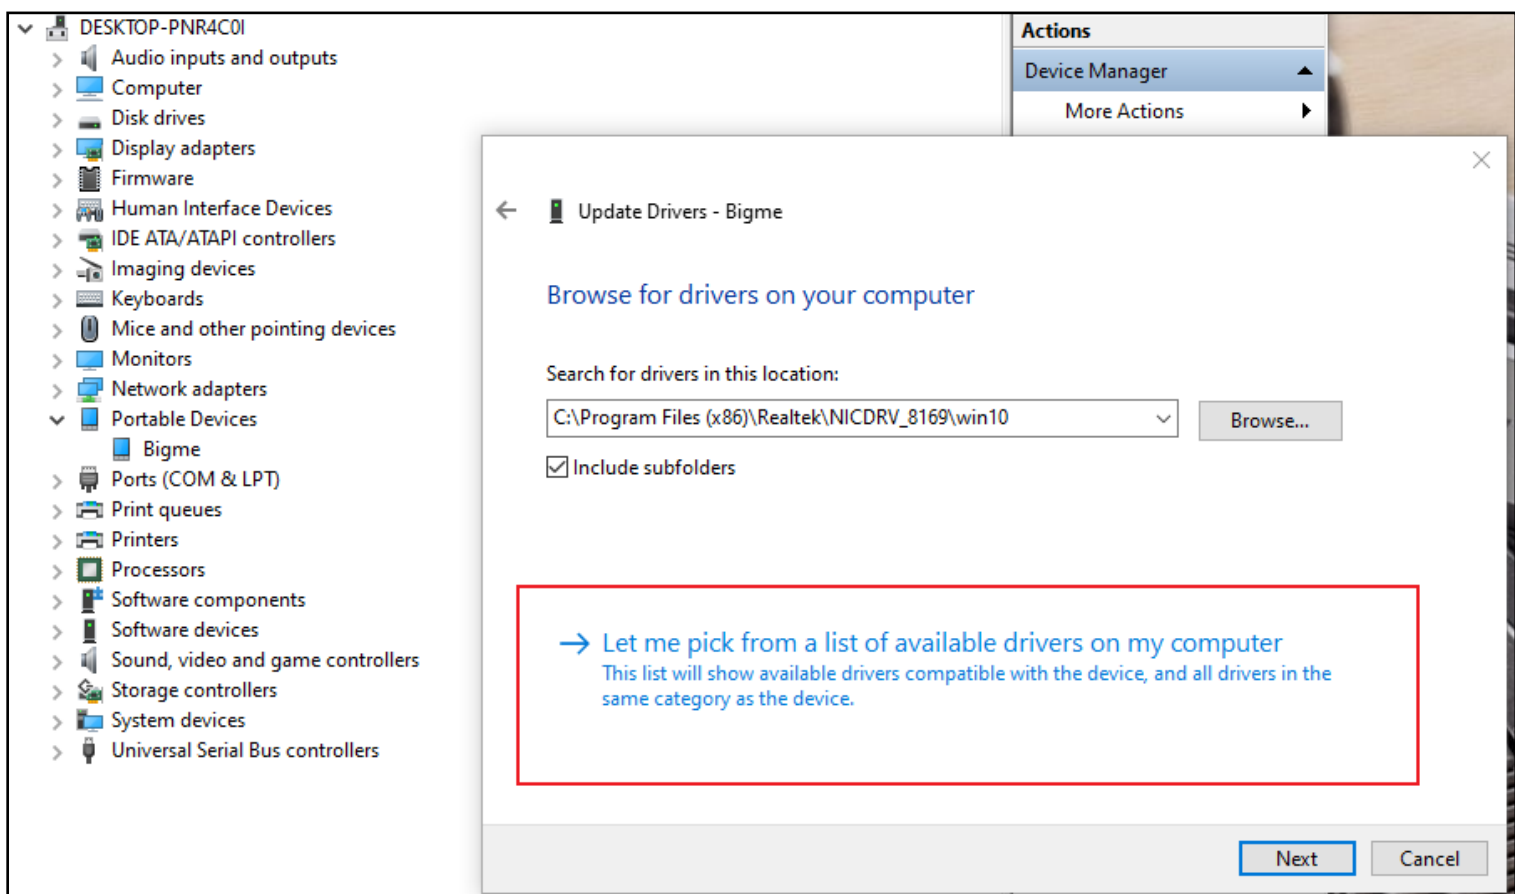 DESKTOP-PNR4C0I
Audio inputs and outputs
Computer
Disk drives
Display adapters
Firmware
Human Interface Devices
IDE ATA/ATAPI controllers
Imaging devices
Keyboards
Mice and other pointing devices
Monitors
Network adapters
Portable Devices
Bigme
Ports (COM & LPT)
Print queues
Printers
Processors
Software components
Software devices
Sound, video and game controllers
Storage controllers
System devices
Universal Serial Bus controllers
Actions
Device Manager
More Actions
Update Drivers - Bigme
Browse for drivers on your computer
Search for drivers in this location:
C:\Program Files (x86)\Realtek\NICDRV_8169\win10
Browse...
Include subfolders
Let me pick from a list of available drivers on my computer
This list will show available drivers compatible with the device, and all drivers in the
same category as the device.
Next
Cancel